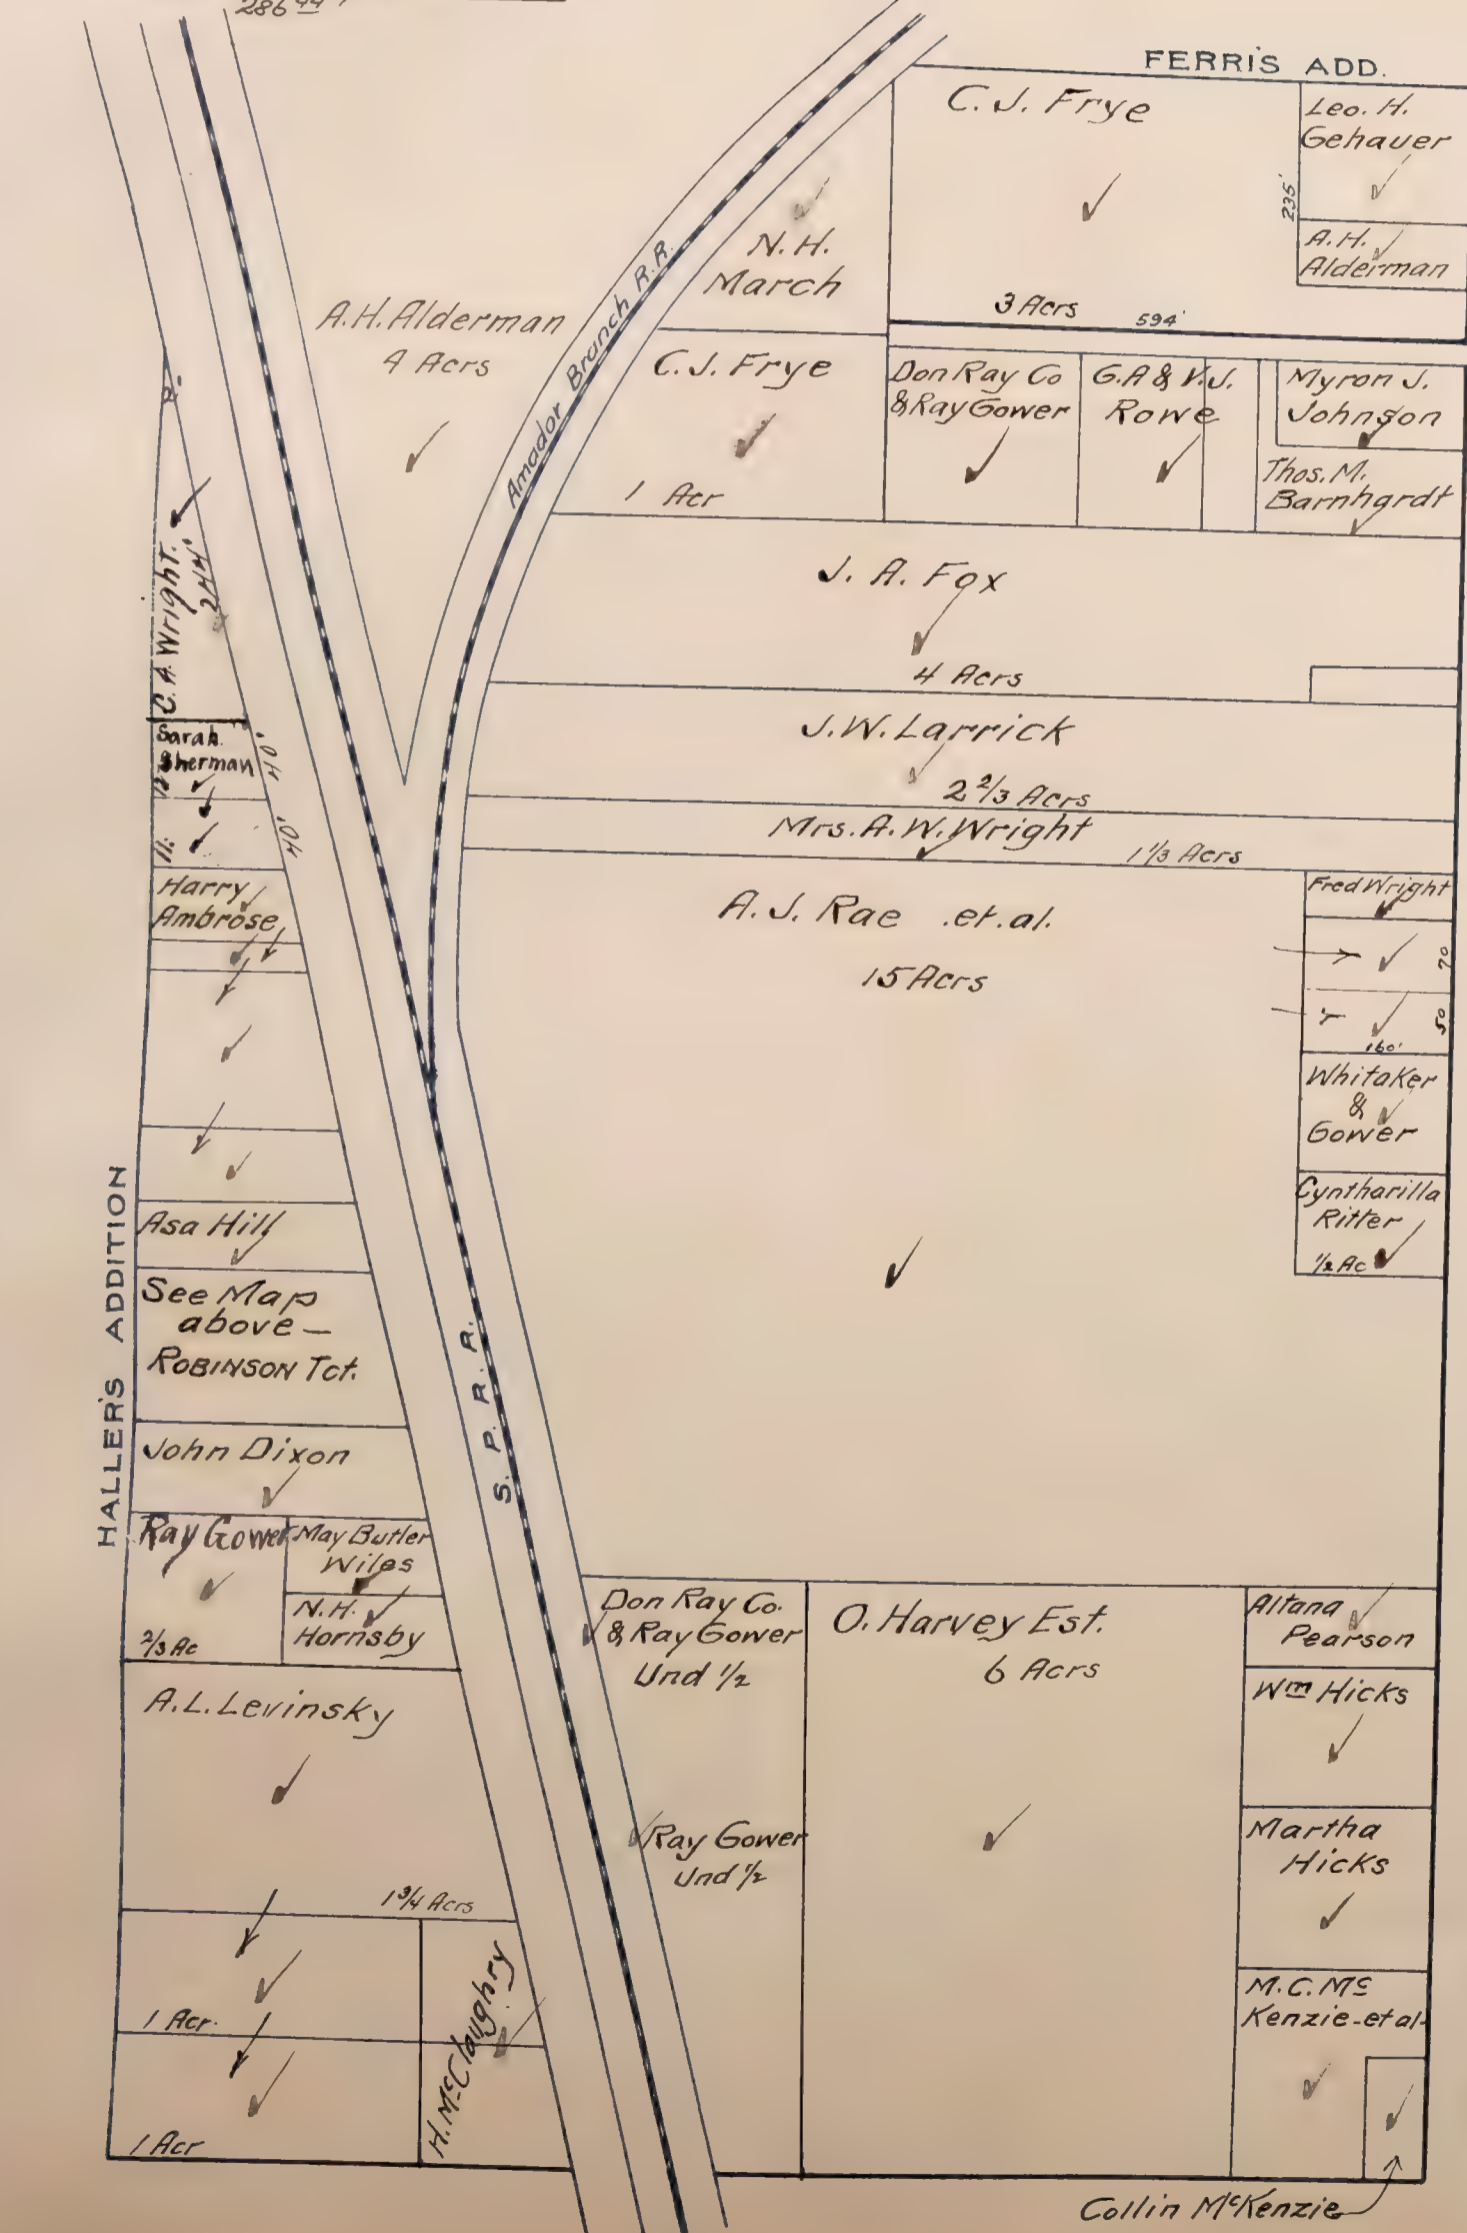 286 44
FERRIS ADD.
C. J. Frye
3 Acrs
594'
Leo. H.
Gehauer
235'
A.H.
Alderman
N. H.
March
A.H. Alderman
4 Acrs
Amador Branch R.R.
C. J. Frye
1 Acr
Don Ray Co
& Ray Gower
G.A & V.J.
Rowe
Myron J.
Johnson
Thos. M.
Barnhardt
J. A. Fox
4 Acrs
J. W. Larrick
2 2/3 Acrs
Mrs. A. W. Wright
1 1/3 Acrs
A. J. Rae .et.al.
15 Acrs
Fred Wright
70
50
160'
Whitaker
&
Gower
Cyntharilla
Ritter
1/2 Ac
C. A. Wright.
244'
Sarah
Sherman
40'
40'
11.
Harry
Ambrose
HALLER'S ADDITION
Asa Hill
See Map
above —
ROBINSON Tct.
John Dixon
Ray Gower
2/3 Ac
May Butler
Wiles
N. H.
Hornsby
A. L. Levinsky
1 3/4 Acrs
1 Acr.
1 Acr
H. McClaughry
S. P. R. R.
Don Ray Co.
& Ray Gower
Und 1/2
Ray Gower
Und 1/2
O. Harvey Est.
6 Acrs
Altana
Pearson
Wm Hicks
Martha
Hicks
M. C. Mc
Kenzie-et al-
Collin McKenzie